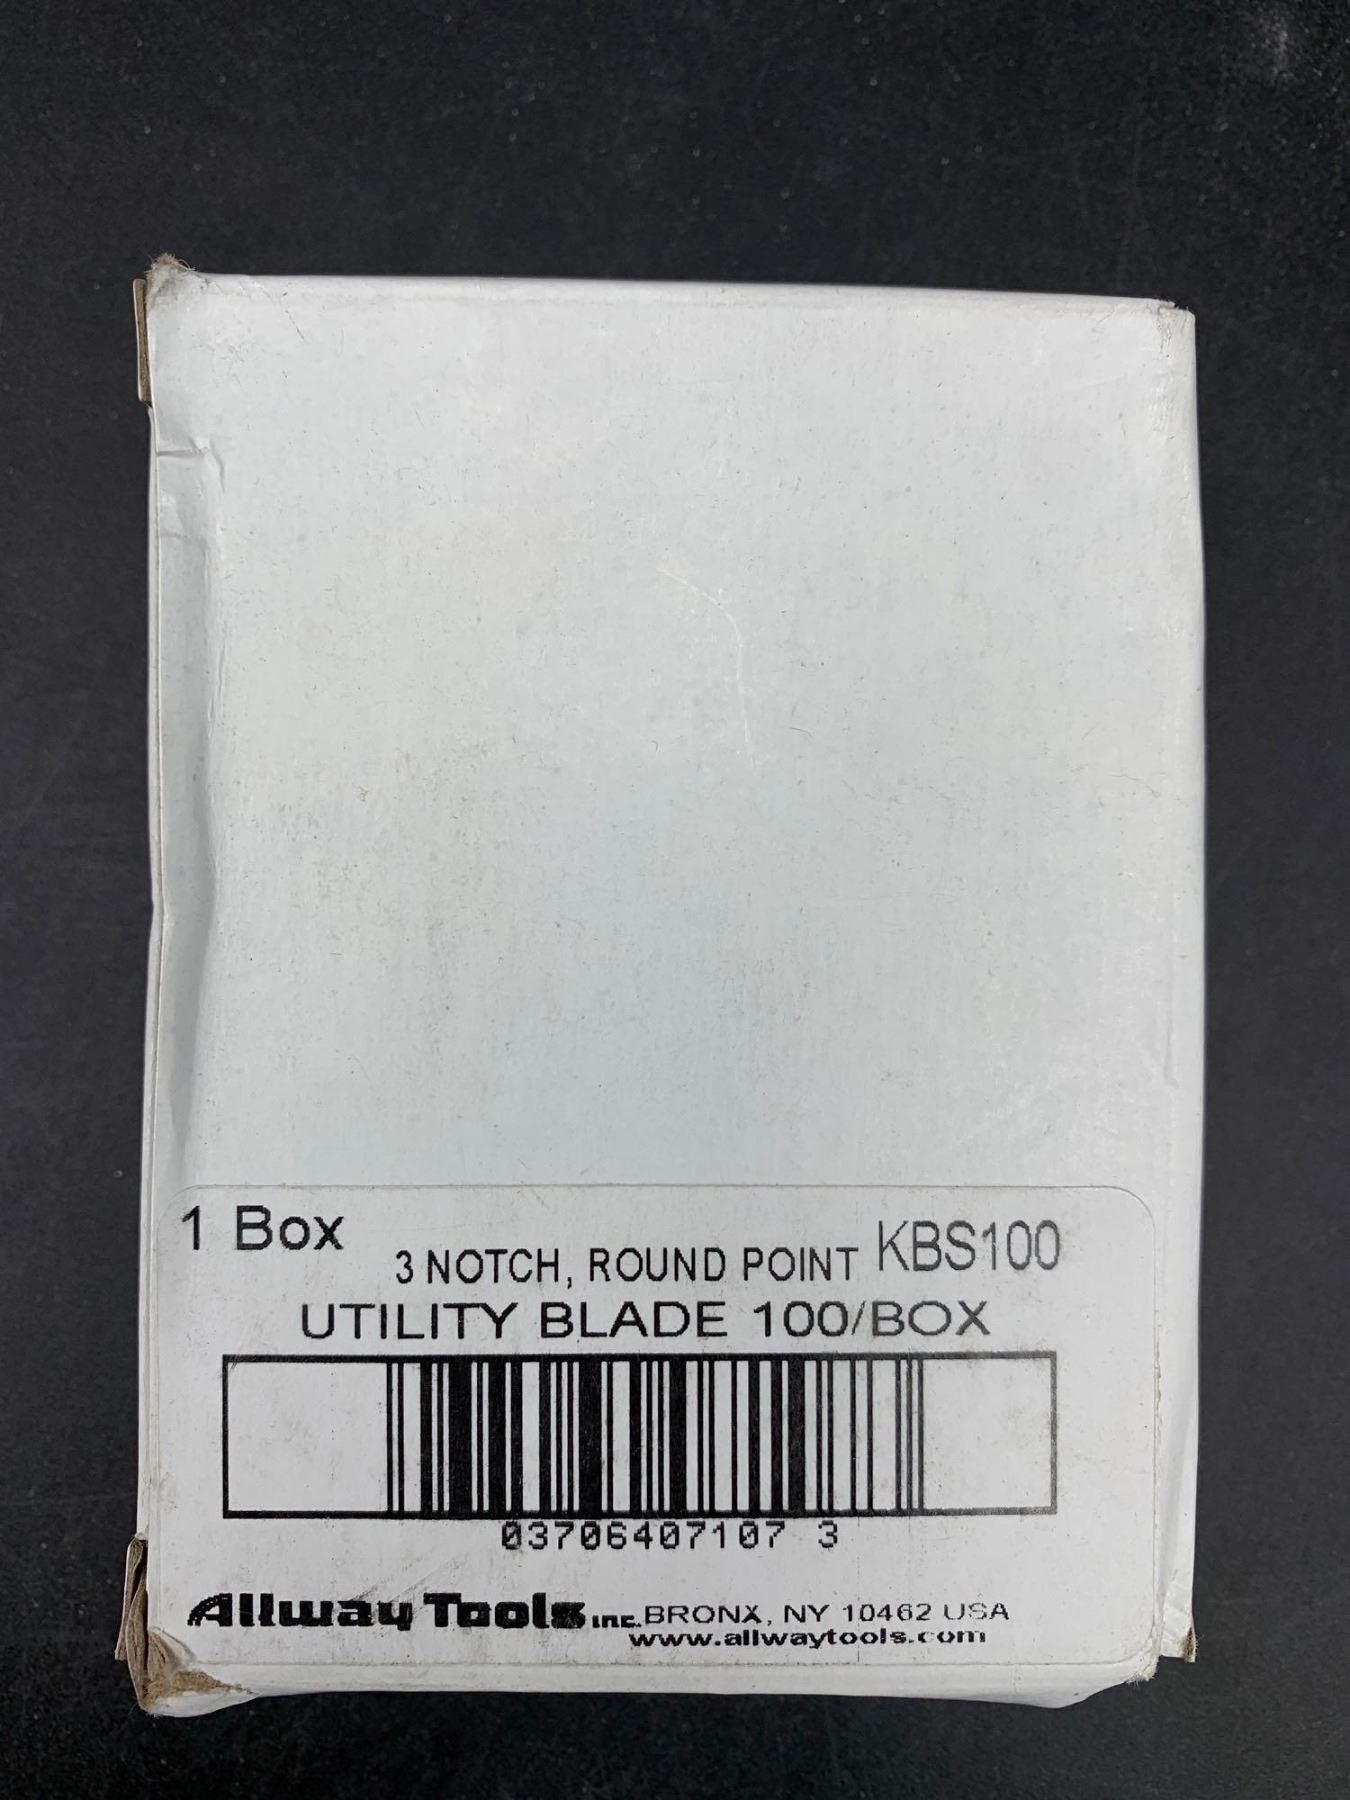 1 Box
3 NOTCH, ROUND POINT KBS100
UTILITY BLADE 100/BOX
03706407107 3
Allway Tools inc. BRONX, NY 10462 USA
www.allwaytools.com